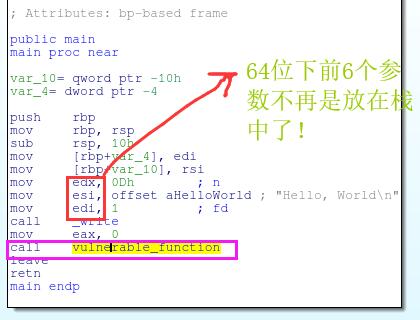 ; Attributes: bp-based frame
public main
main proc near
var_10= qword ptr -10h
var_4= dword ptr -4
push rbp
mov rbp, rsp
sub rsp, 10h
mov [rbp+var_4], edi
mov [rbp+var_10], rsi
mov edx, 0Dh ; n
mov esi, offset aHelloWorld ; "Hello, World\n"
mov edi, 1 ; fd
call _write
mov eax, 0
call vulnerable_function
leave
retn
main endp
64位下前6个参
数不再是放在栈
中了！